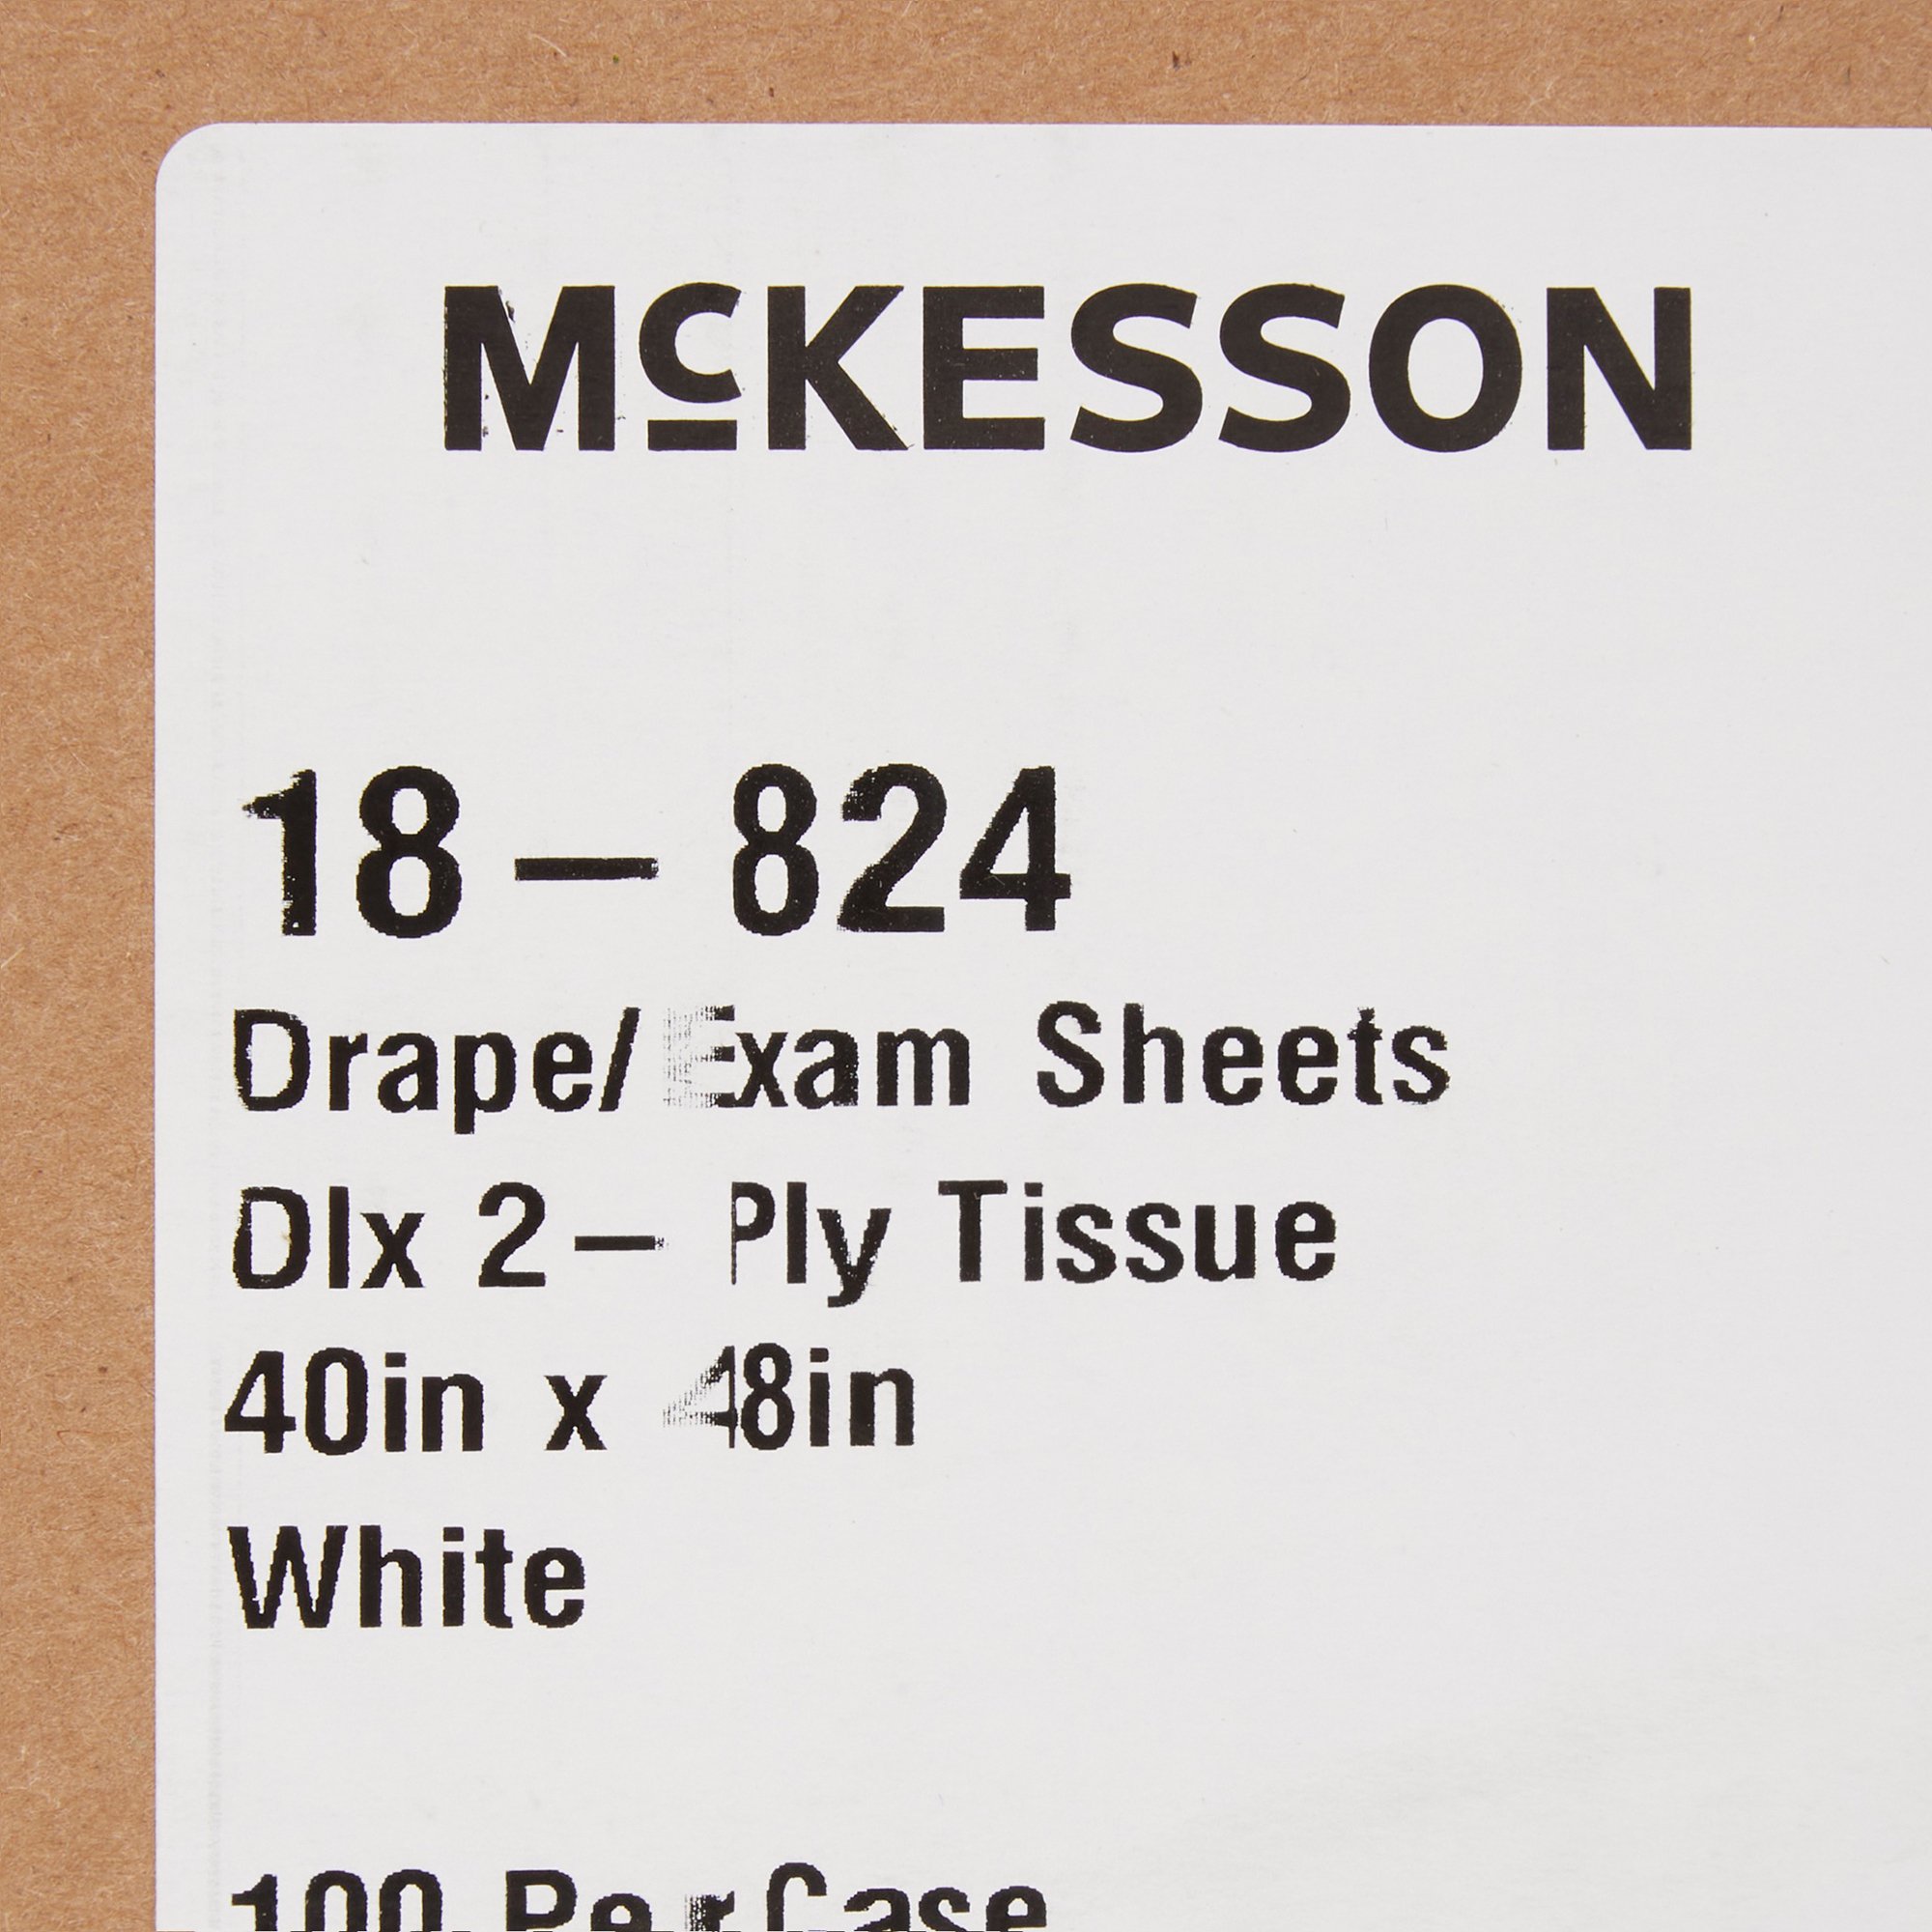 McKESSON
18-824
Drape/ Exam Sheets
Dlx 2-Ply Tissue
40in x 48in
White
100 Per Case